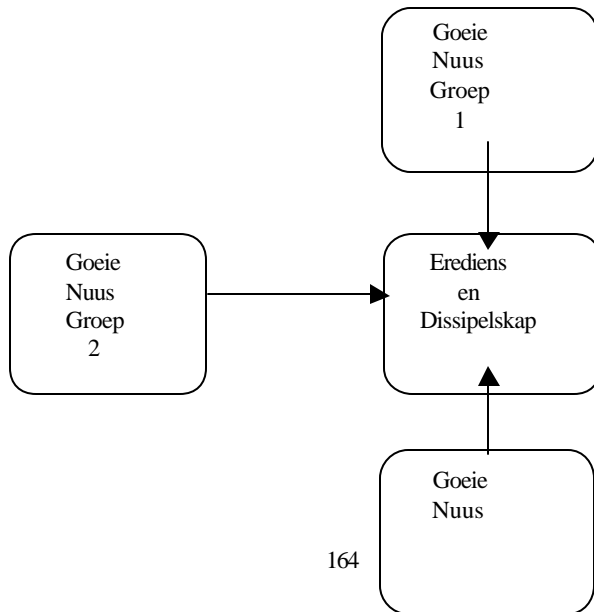 Goeie
Nuus
Groep
1
Goeie
Nuus
Groep
2
Erediens
en
Dissipelskap
Goeie
Nuus
164